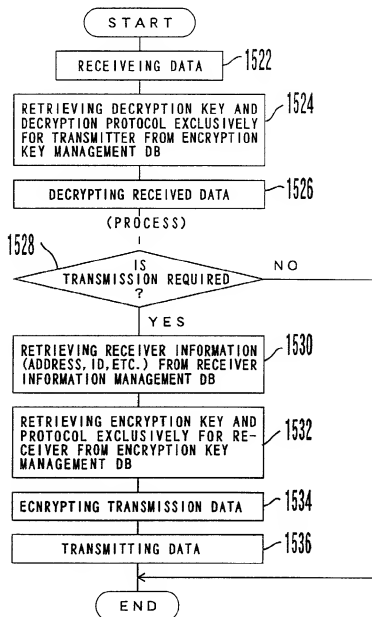 START
RECEIVEING DATA
1522
1524
RETRIEVING DECRYPTION KEY AND
DECRYPTION PROTOCOL EXCLUSIVELY
FOR TRANSMITTER FROM ENCRYPTION
KEY MANAGEMENT DB
DECRYPTING RECEIVED DATA
1526
(PROCESS)
1528
IS
TRANSMISSION REQUIRED
?
NO
YES
RETRIEVING RECEIVER INFORMATION
(ADDRESS, ID, ETC.) FROM RECEIVER
INFORMATION MANAGEMENT DB
1530
RETRIEVING ENCRYPTION KEY AND
PROTOCOL EXCLUSIVELY FOR RE-
CEIVER FROM ENCRYPTION KEY
MANAGEMENT DB
1532
ECNRYPTING TRANSMISSION DATA
1534
TRANSMITTING DATA
1536
END